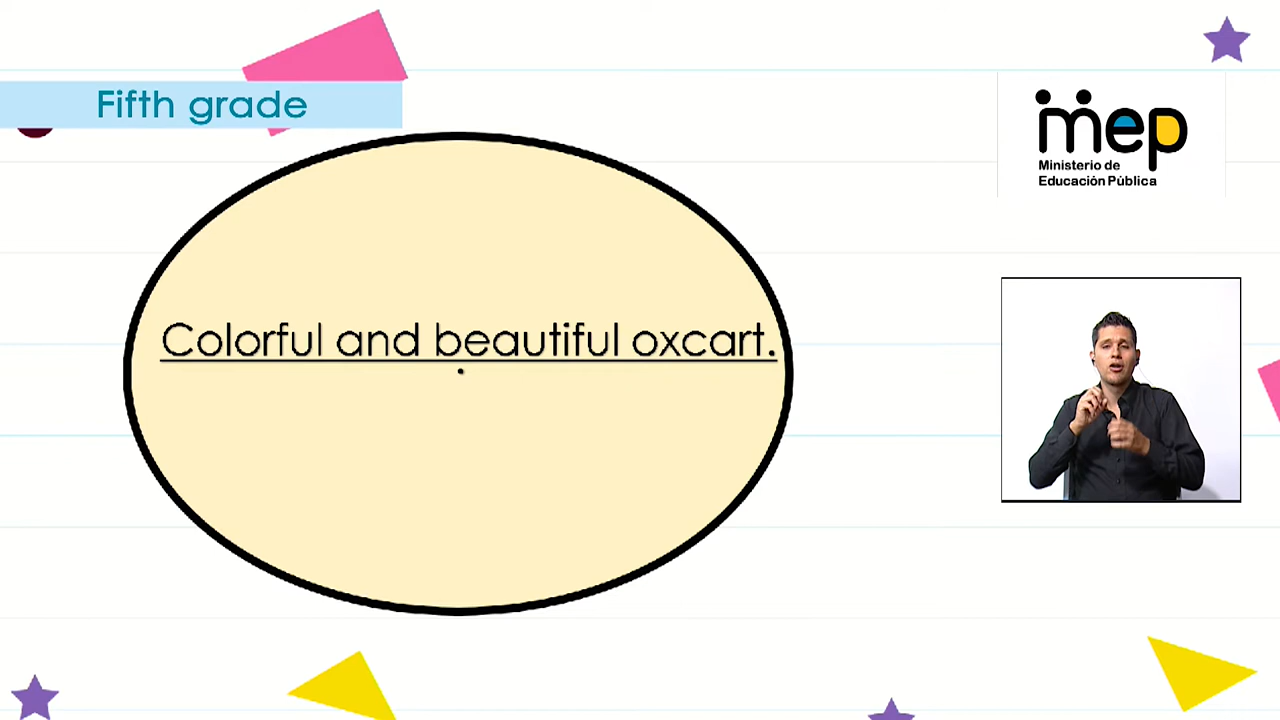 Fifth grade
mep
Ministerio de
Educación Pública
Colorful and beautiful oxcart.
.